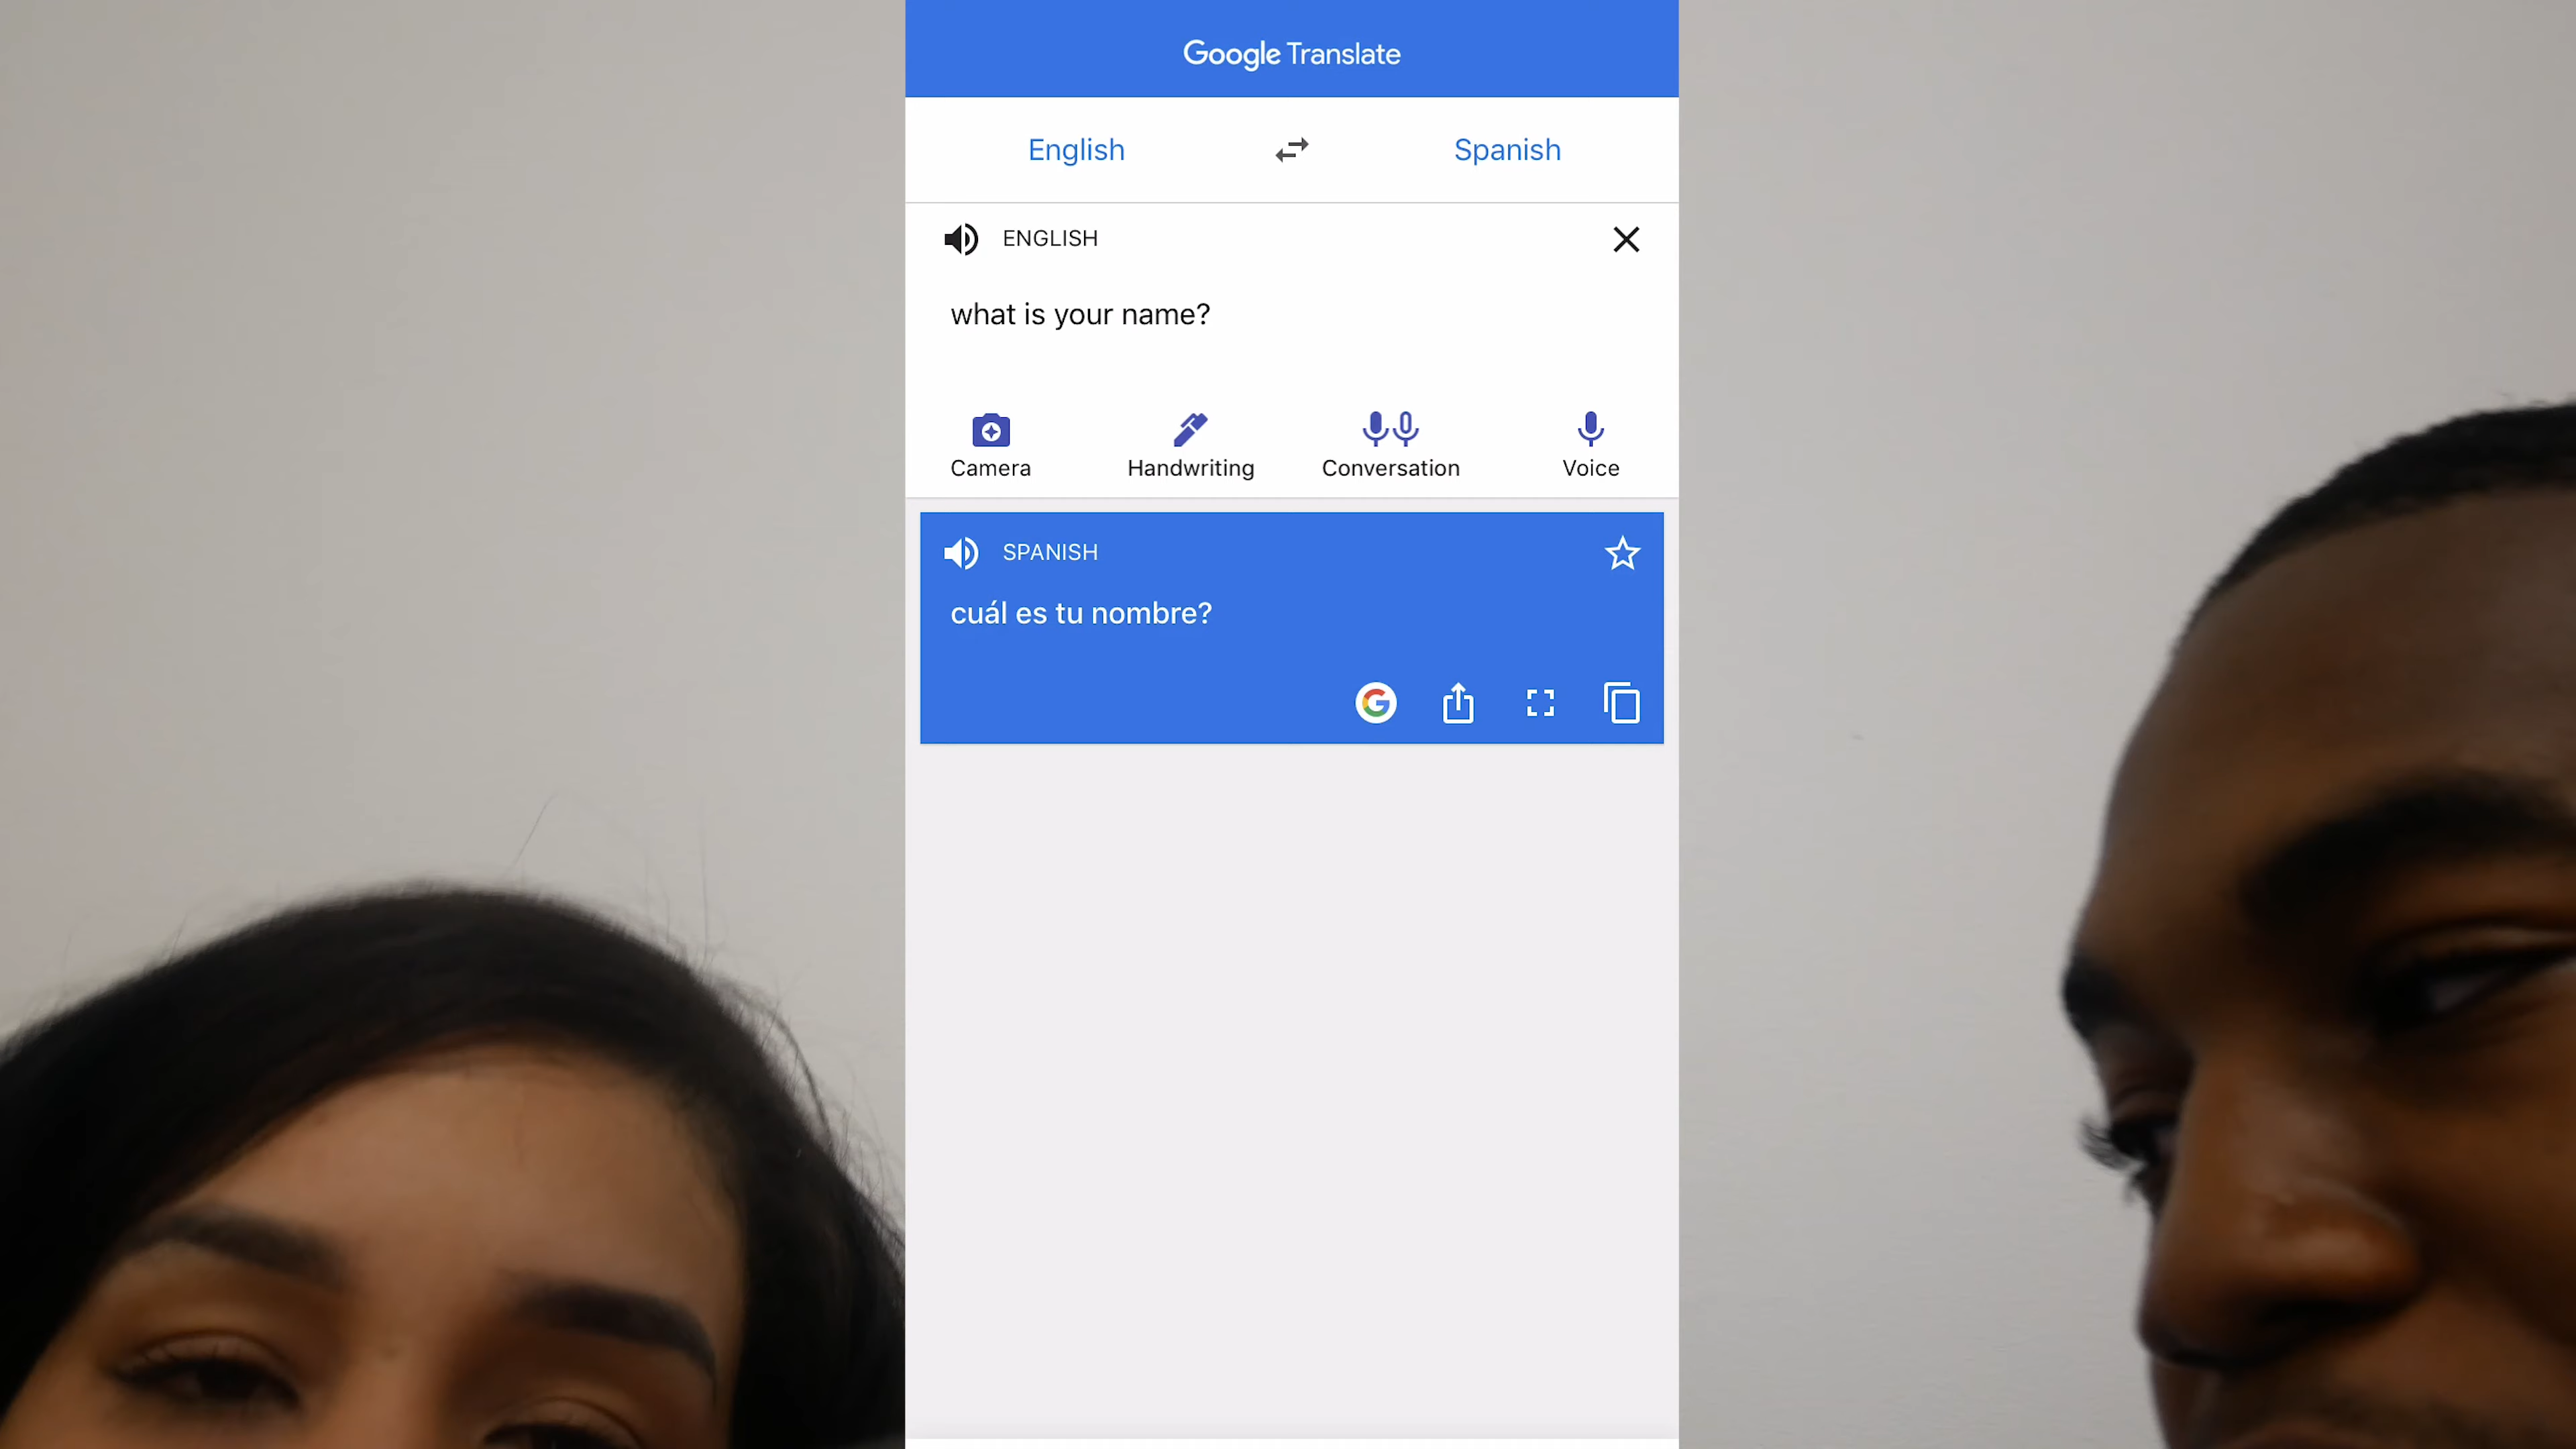 Google Translate
English Spanish
ENGLISH
what is your name?
Camera Handwriting Conversation Voice
SPANISH
cuál es tu nombre?